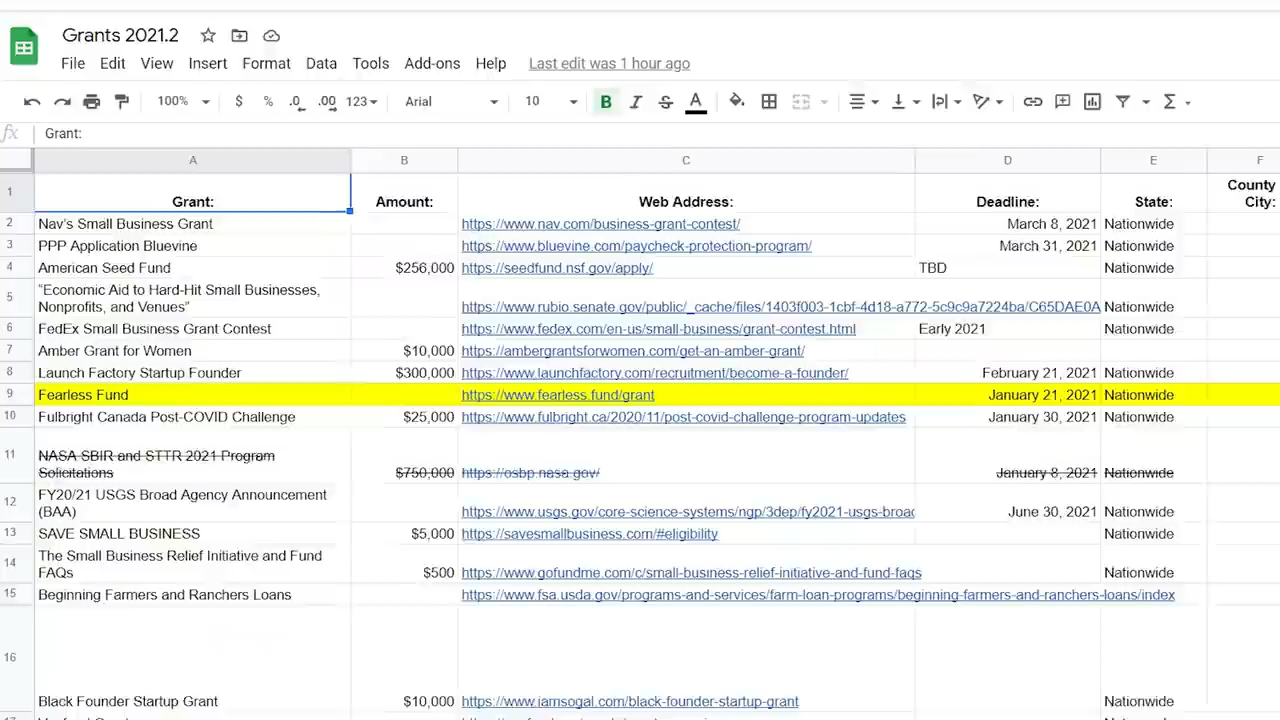 Grants 2021.2
File Edit View Insert Format Data Tools Add-ons Help Last edit was 1 hour ago
100% $ % .0 .00 123 Arial 10 B I S A
fx Grant:
A B C D E F
1 Grant: Amount: Web Address: Deadline: State: County
City:
2 Nav's Small Business Grant https://www.nav.com/business-grant-contest/ March 8, 2021 Nationwide
3 PPP Application Bluevine https://www.bluevine.com/paycheck-protection-program/ March 31, 2021 Nationwide
4 American Seed Fund $256,000 https://seedfund.nsf.gov/apply/ TBD Nationwide
5 "Economic Aid to Hard-Hit Small Businesses,
Nonprofits, and Venues" https://www.rubio.senate.gov/public/_cache/files/1403f003-1cbf-4d18-a772-5c9c9a7224ba/C65DAE0A Nationwide
6 FedEx Small Business Grant Contest https://www.fedex.com/en-us/small-business/grant-contest.html Early 2021 Nationwide
7 Amber Grant for Women $10,000 https://ambergrantsforwomen.com/get-an-amber-grant/ Nationwide
8 Launch Factory Startup Founder $300,000 https://www.launchfactory.com/recruitment/become-a-founder/ February 21, 2021 Nationwide
9 Fearless Fund https://www.fearless.fund/grant January 21, 2021 Nationwide
10 Fulbright Canada Post-COVID Challenge $25,000 https://www.fulbright.ca/2020/11/post-covid-challenge-program-updates January 30, 2021 Nationwide
11 NASA SBIR and STTR 2021 Program
Solicitations $750,000 https://osbp.nasa.gov/ January 8, 2021 Nationwide
12 FY20/21 USGS Broad Agency Announcement
(BAA) https://www.usgs.gov/core-science-systems/ngp/3dep/fy2021-usgs-broad June 30, 2021 Nationwide
13 SAVE SMALL BUSINESS $5,000 https://savesmallbusiness.com/#eligibility Nationwide
14 The Small Business Relief Initiative and Fund
FAQs $500 https://www.gofundme.com/c/small-business-relief-initiative-and-fund-faqs Nationwide
15 Beginning Farmers and Ranchers Loans https://www.fsa.usda.gov/programs-and-services/farm-loan-programs/beginning-farmers-and-ranchers-loans/index
16 Black Founder Startup Grant $10,000 https://www.iamsogal.com/black-founder-startup-grant Nationwide